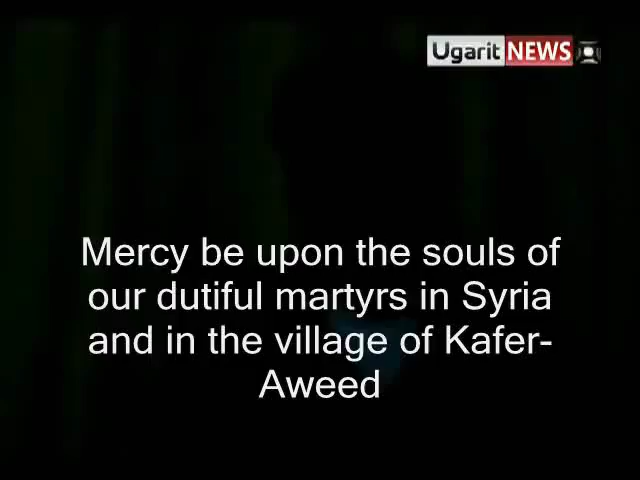 Ugarit NEWS
Mercy be upon the souls of
our dutiful martyrs in Syria
and in the village of Kafer-
Aweed